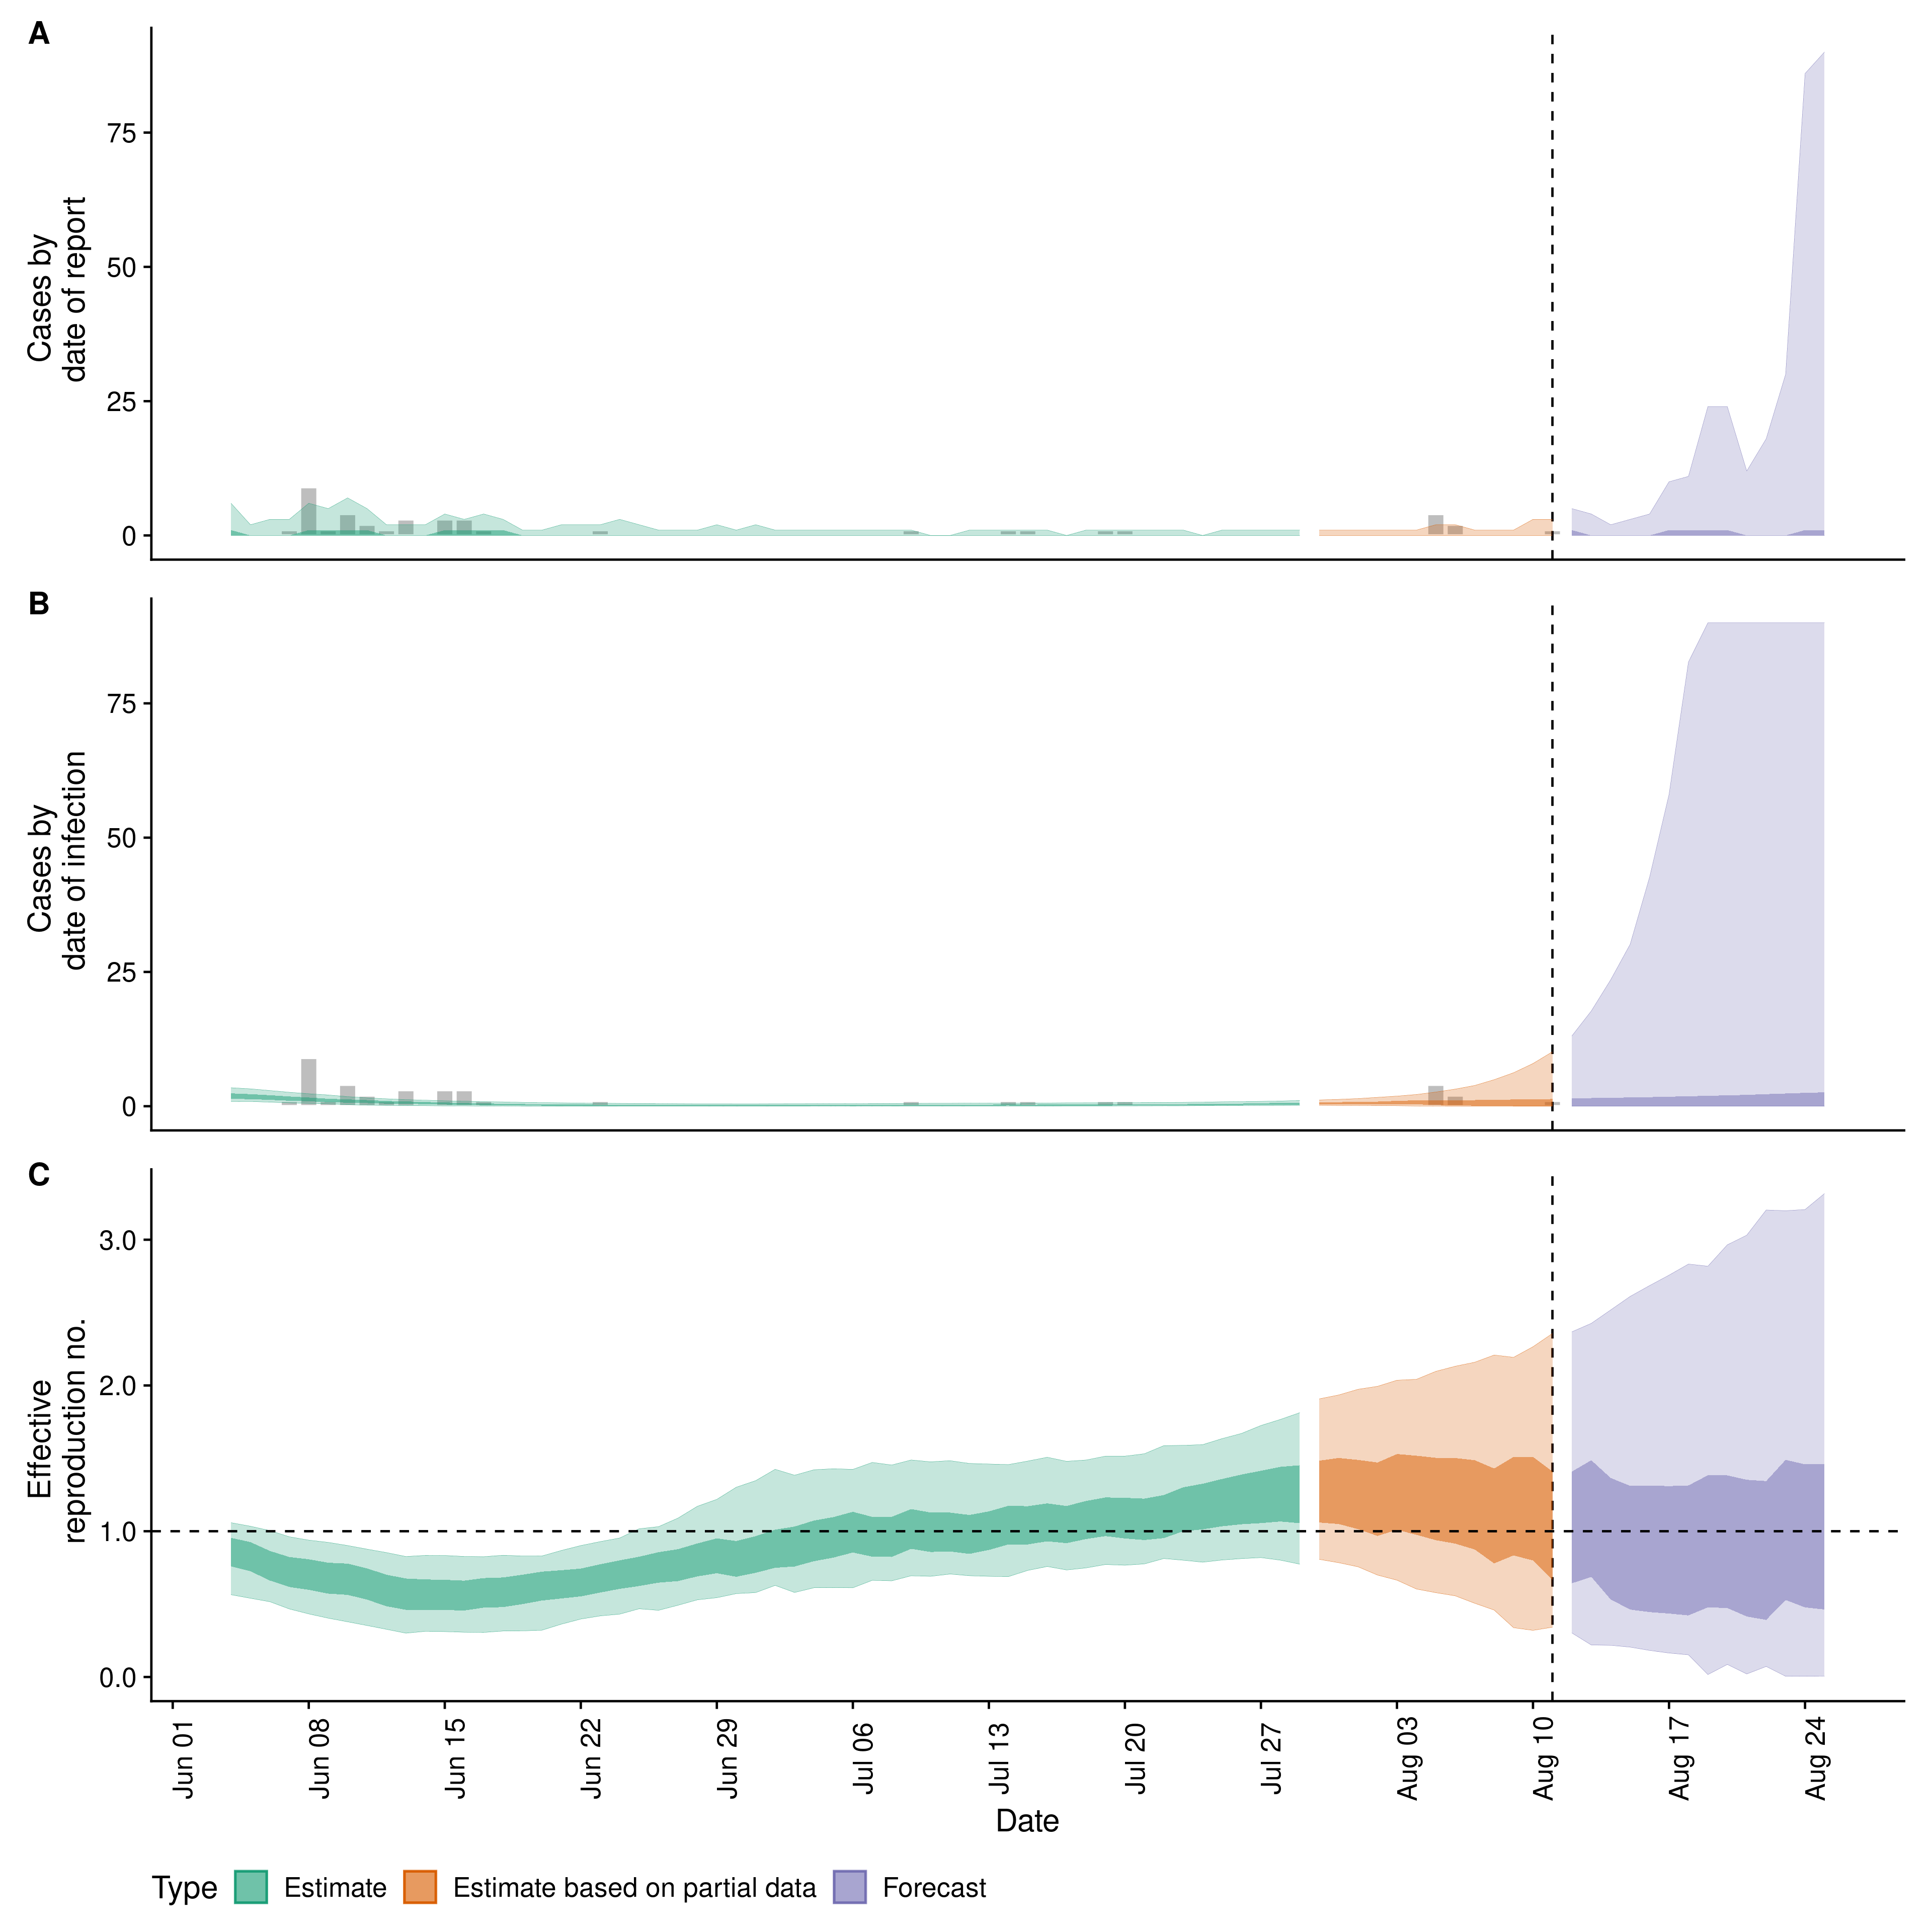 A
Cases by
date of report
75
50
25
0
B
Cases by
date of infection
75
50
25
0
C
Effective
reproduction no.
3.0
2.0
1.0
0.0
Jun 01
Jun 08
Jun 15
Jun 22
Jun 29
Jul 06
Jul 13
Jul 20
Jul 27
Aug 03
Aug 10
Aug 17
Aug 24
Date
Type Estimate Estimate based on partial data Forecast